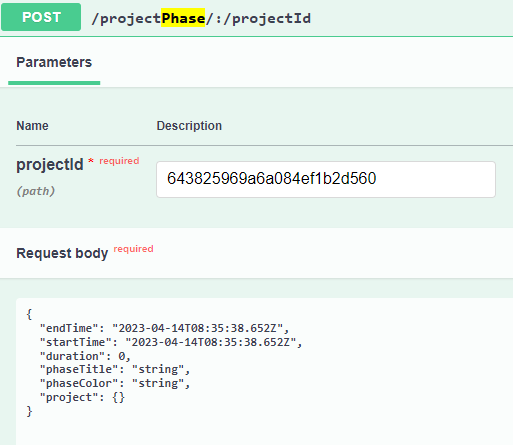 POST /projectPhase/:/projectId
Parameters
Name Description
projectId * required 643825969a6a084ef1b2d560
(path)
Request body required
{
"endTime": "2023-04-14T08:35:38.652Z",
"startTime": "2023-04-14T08:35:38.652Z",
"duration": 0,
"phaseTitle": "string",
"phaseColor": "string",
"project": {}
}